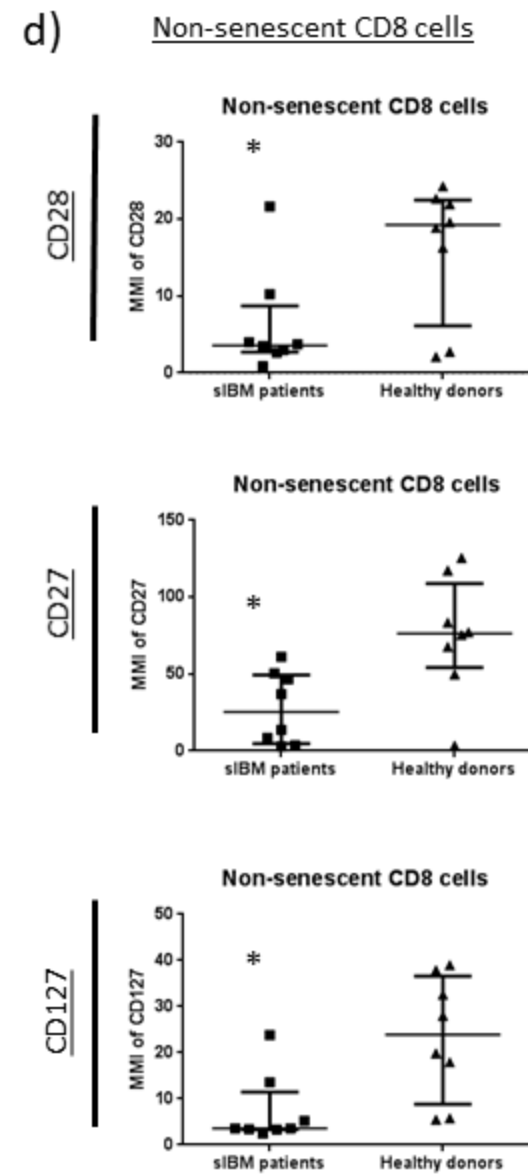 d)
Non-senescent CD8 cells
CD28
Non-senescent CD8 cells
MMI of CD28
30
20
10
0
*
sIBM patients
Healthy donors
CD27
Non-senescent CD8 cells
MMI of CD27
150
100
50
0
*
sIBM patients
Healthy donors
CD127
Non-senescent CD8 cells
MMI of CD127
50
40
30
20
10
0
*
sIBM patients
Healthy donors